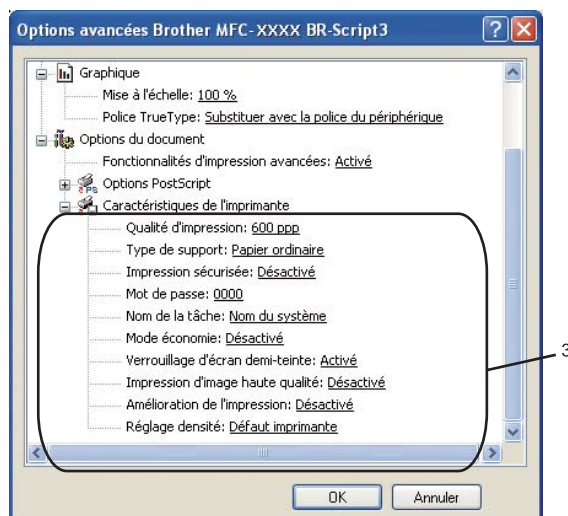 Options avancées Brother MFC-XXXX BR-Script3
Graphique
Mise à l'échelle: 100 %
Police TrueType: Substituer avec la police du périphérique
Options du document
Fonctionnalités d'impression avancées: Activé
Options PostScript
Caractéristiques de l'imprimante
Qualité d'impression: 600 ppp
Type de support: Papier ordinaire
Impression sécurisée: Désactivé
Mot de passe: 0000
Nom de la tâche: Nom du système
Mode économie: Désactivé
Verrouillage d'écran demi-teinte: Activé
Impression d'image haute qualité: Désactivé
Amélioration de l'impression: Désactivé
Réglage densité: Défaut imprimante
3
OK
Annuler